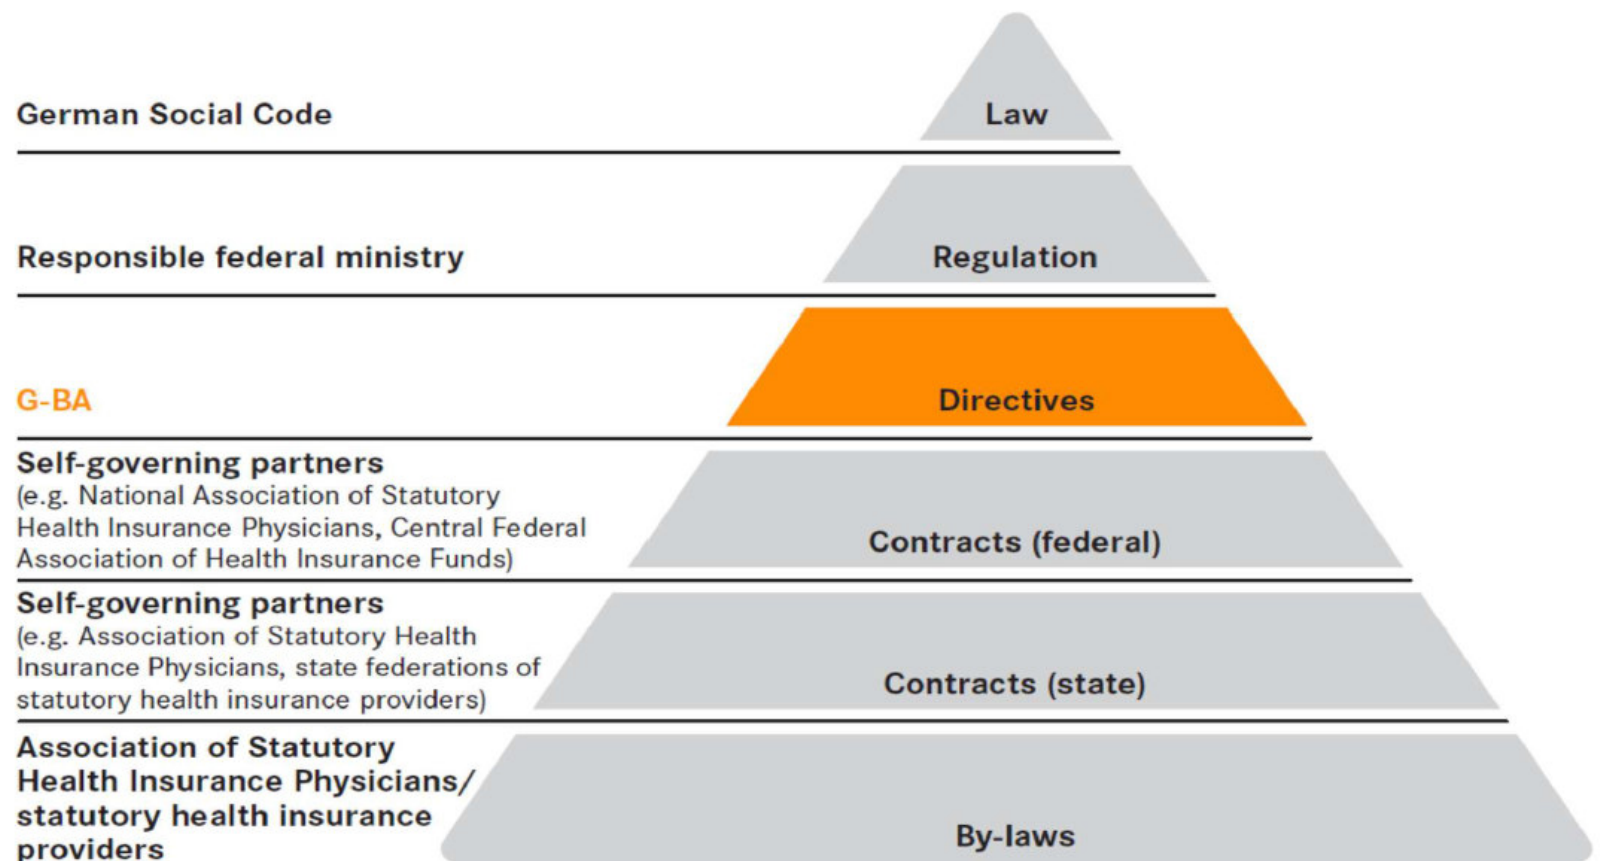 German Social Code
Law
Responsible federal ministry
Regulation
G-BA
Directives
Self-governing partners
(e.g. National Association of Statutory
Health Insurance Physicians, Central Federal
Association of Health Insurance Funds)
Contracts (federal)
Self-governing partners
(e.g. Association of Statutory Health
Insurance Physicians, state federations of
statutory health insurance providers)
Contracts (state)
Association of Statutory
Health Insurance Physicians/
statutory health insurance
providers
By-laws